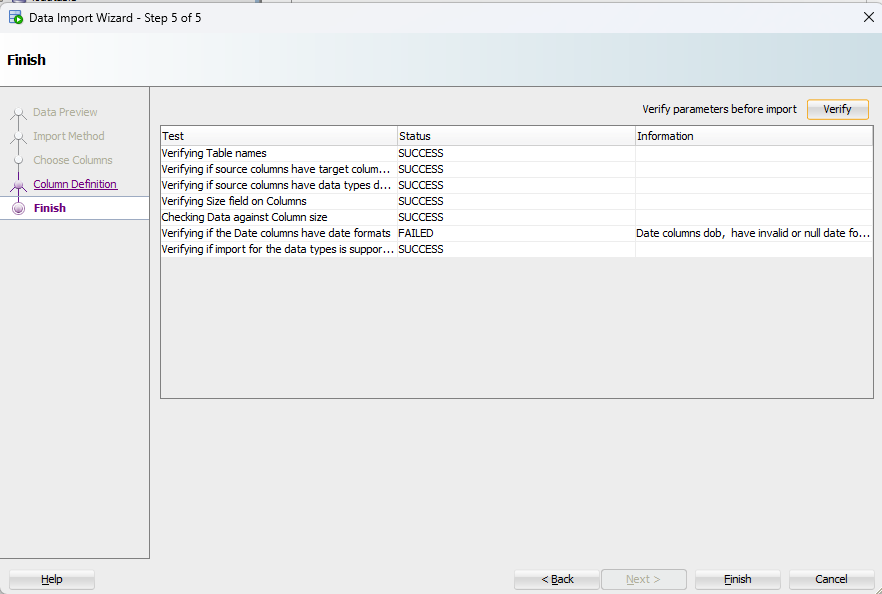 Data Import Wizard - Step 5 of 5
Finish
Data Preview
Import Method
Choose Columns
Column Definition
Finish
Verify parameters before import Verify
Test Status Information
Verifying Table names SUCCESS
Verifying if source columns have target colum... SUCCESS
Verifying if source columns have data types d... SUCCESS
Verifying Size field on Columns SUCCESS
Checking Data against Column size SUCCESS
Verifying if the Date columns have date formats FAILED Date columns dob, have invalid or null date fo...
Verifying if import for the data types is suppor... SUCCESS
Help < Back Next > Finish Cancel